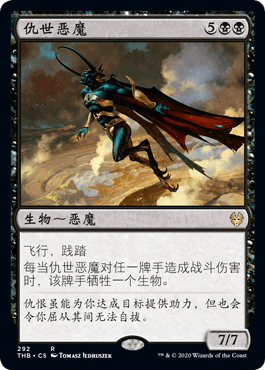 仇世恶魔 5
生物～恶魔
飞行，践踏
每当仇世恶魔对任一牌手造成战斗伤害
时，该牌手牺牲一个生物。
仇恨虽能为你达成目标提供助力，但也会
令你屈从其间无法自拔。
7/7
292 R
THB • CS TOMASZ JEDRUSZEK ™ & © 2020 Wizards of the Coast